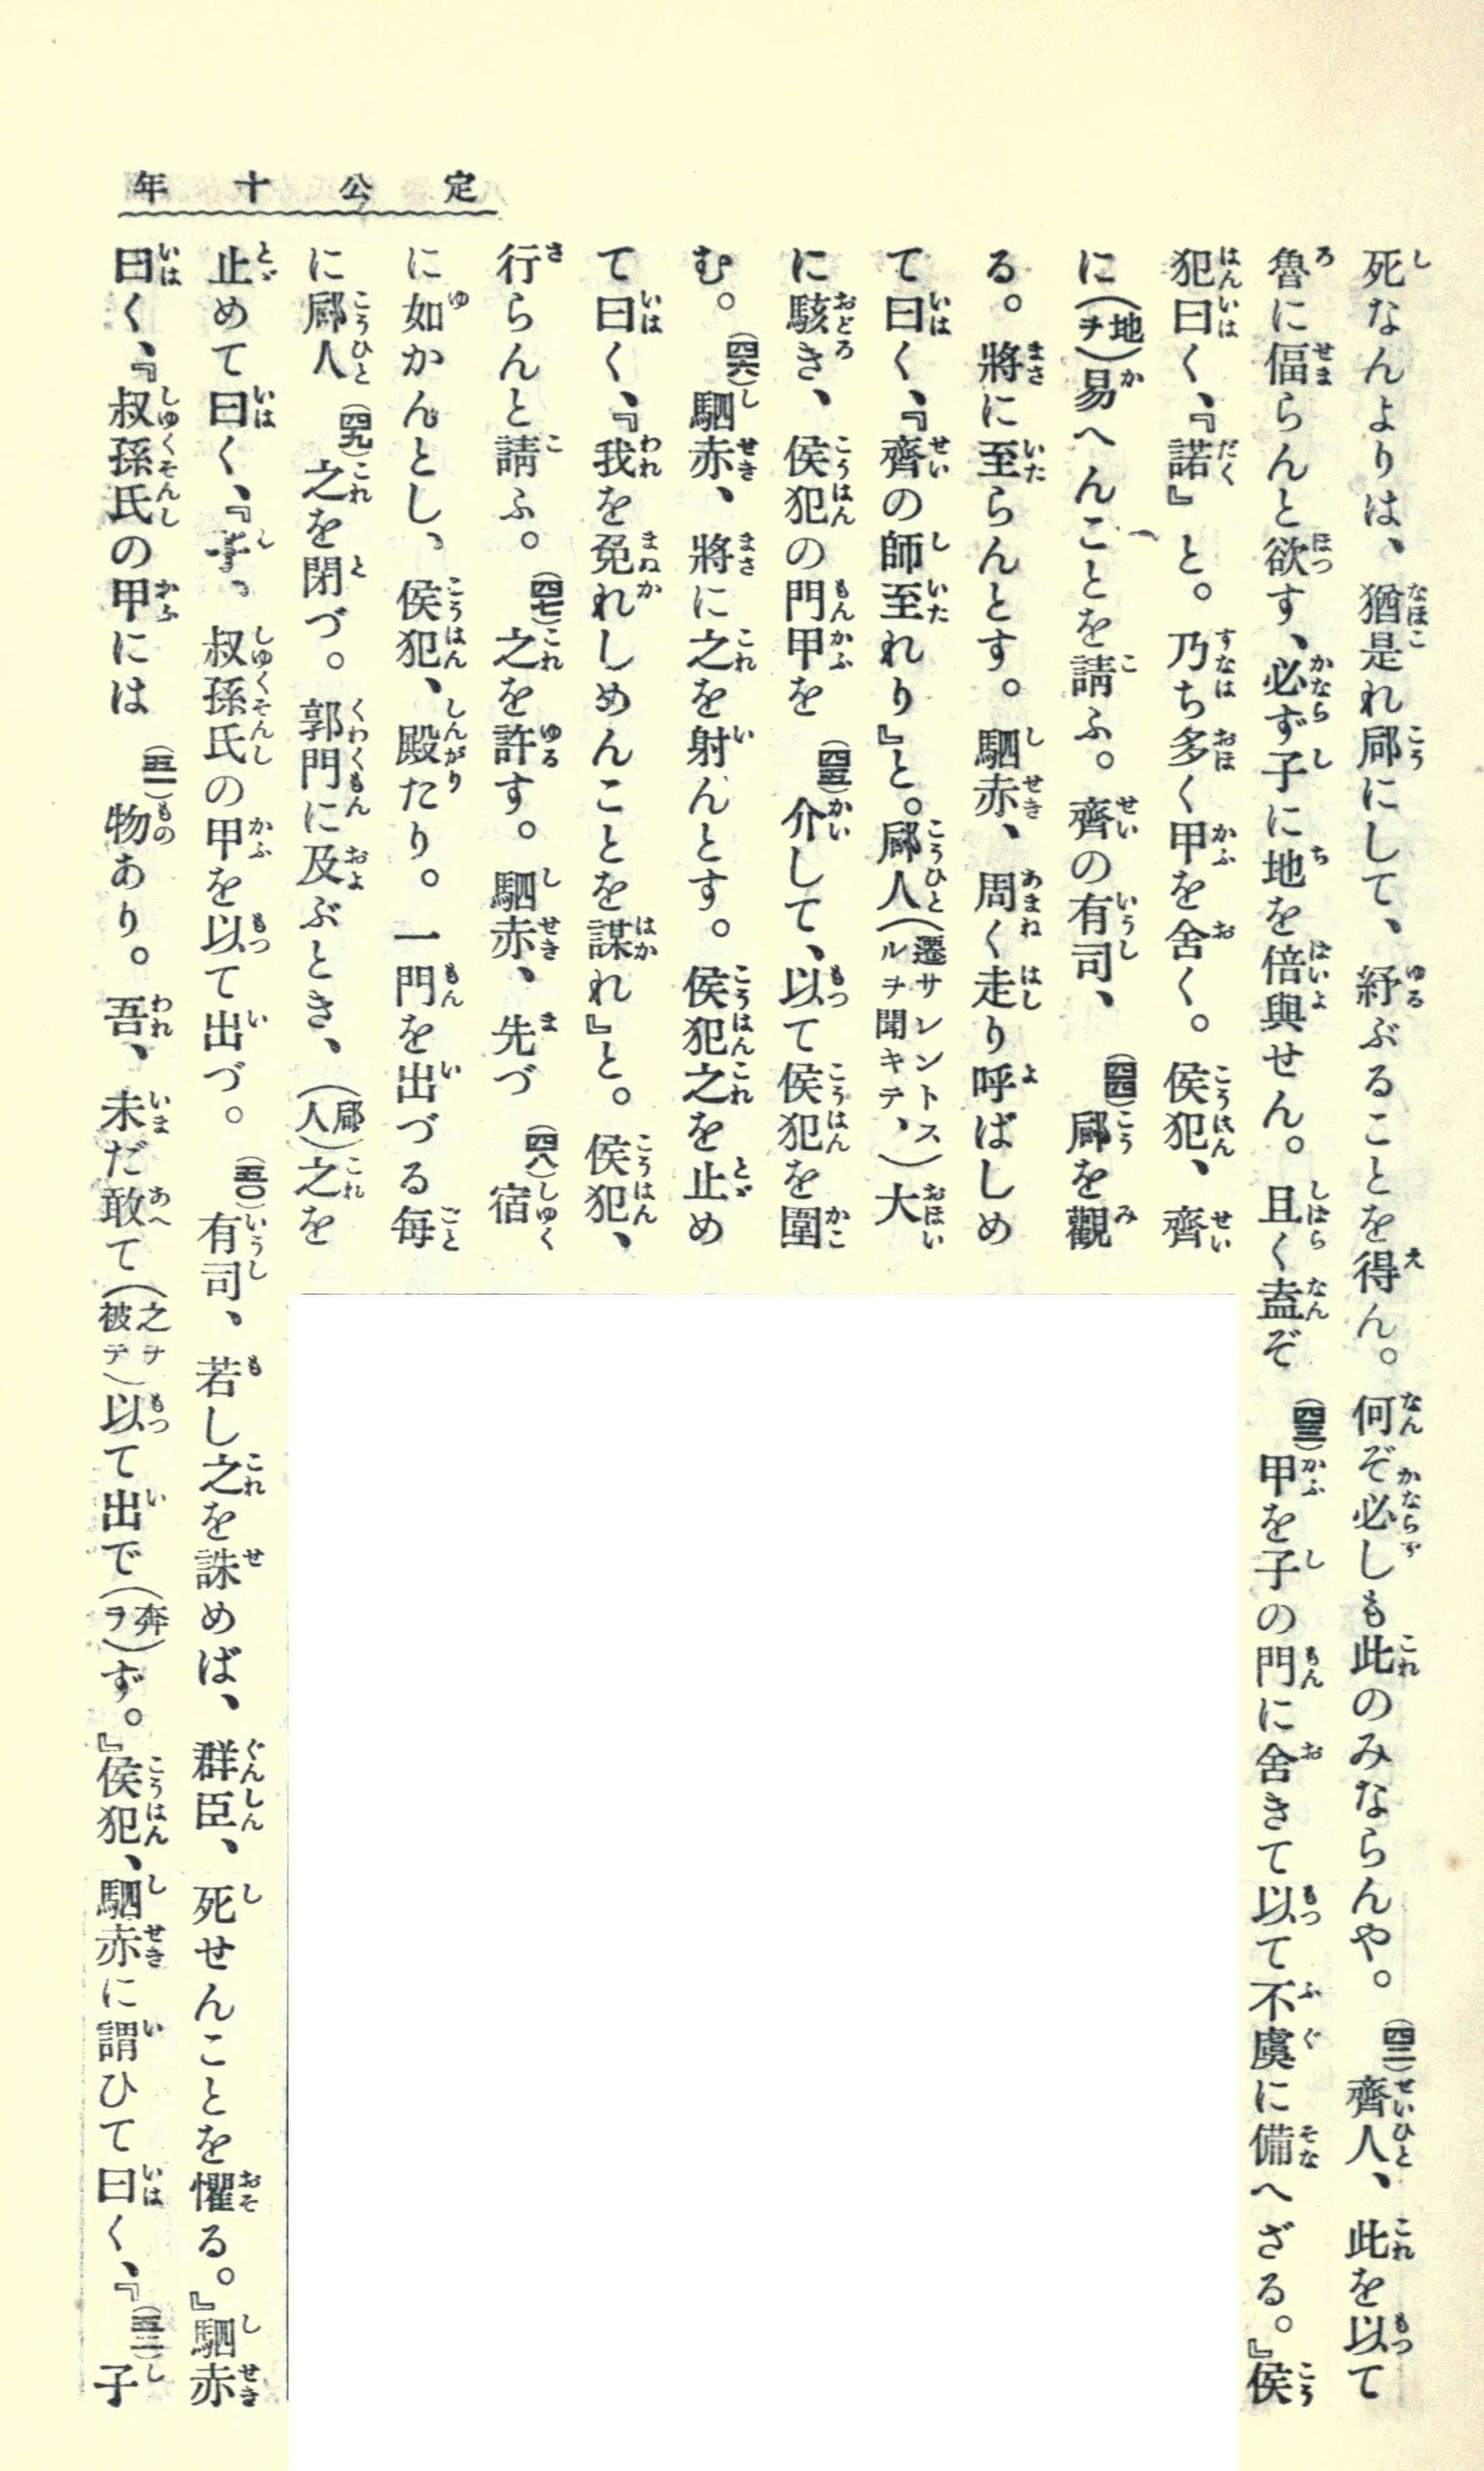 定公十年
死なんよりは、猶是れ郈にして、紓ぶることを得ん。何ぞ必しも此のみならんや。(四二)齊人、此を以て
魯に偪らんと欲す、必ず子に地を倍與せん。且く盍ぞ(四三)甲を子の門に舍きて以て不虞に備へざる。』侯
犯曰く、『諾』と。乃ち多く甲を舍く。侯犯、齊
に(地ヲ)易へんことを請ふ。齊の有司、(四四)郈を觀
る。將に至らんとす。駟赤、周く走り呼ばしめ
て曰く、『齊の師至れり』と。郈人(遷サレントスルヲ聞キテ、)大
に駭き、侯犯の門甲を(四五)介して、以て侯犯を圍
む。(四六)駟赤、將に之を射んとす。侯犯之を止め
て曰く、『我を免れしめんことを謀れ』と。侯犯、
行らんと請ふ。(四七)之を許す。駟赤、先づ(四八)宿
に如かんとし、侯犯、殿たり。一門を出づる每
に郈人(四九)之を閉づ。郭門に及ぶとき、(郈人)之を
止めて曰く、『子、叔孫氏の甲を以て出づ。(五〇)有司、若し之を誅めば、群臣、死せんことを懼る。』駟赤
曰く、『叔孫氏の甲には(五一)物あり。吾、未だ敢て(之ヲ被テ)以て出で(奔ラ)ず。』侯犯、駟赤に謂ひて曰く、『(五二)子